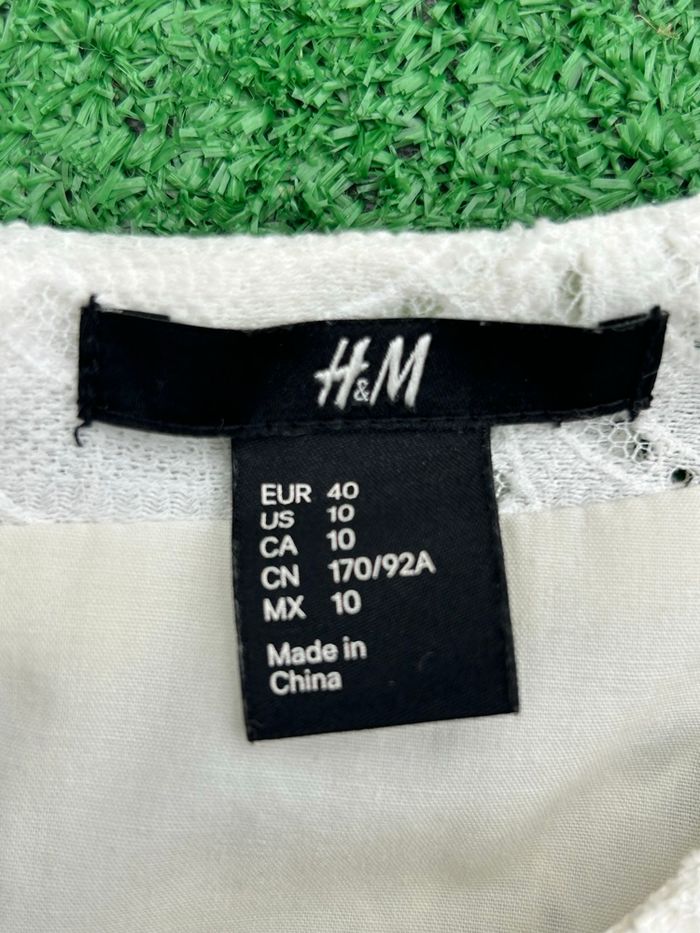 H&M
EUR 40
US 10
CA 10
CN 170/92A
MX 10
Made in
China